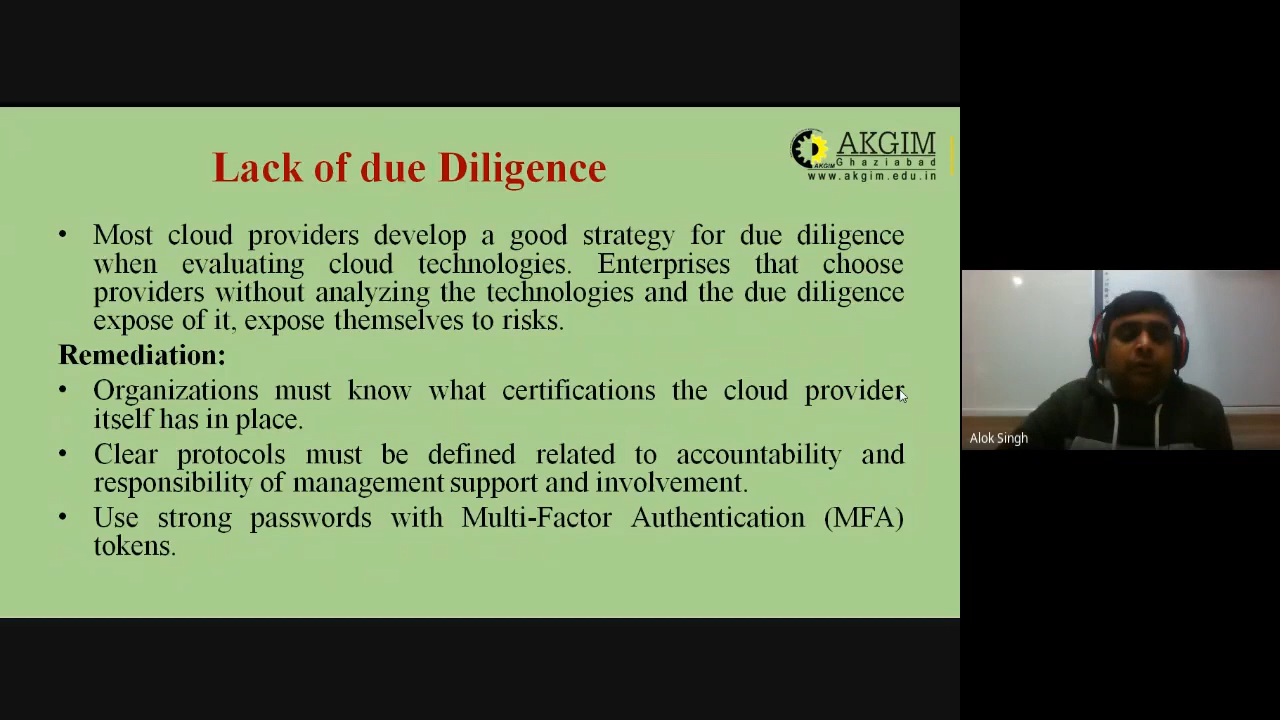 Lack of due Diligence
AKGIM
Ghaziabad
AKGIM
www.akgim.edu.in
• Most cloud providers develop a good strategy for due diligence
when evaluating cloud technologies. Enterprises that choose
providers without analyzing the technologies and the due diligence
expose of it, expose themselves to risks.
Remediation:
• Organizations must know what certifications the cloud provider
itself has in place.
• Clear protocols must be defined related to accountability and
responsibility of management support and involvement.
• Use strong passwords with Multi-Factor Authentication (MFA)
tokens.
Alok Singh